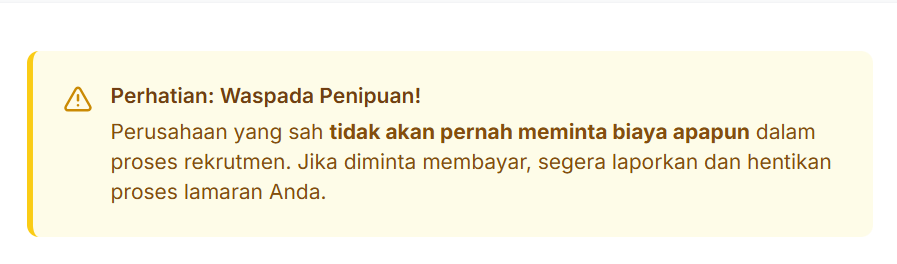 Perhatian: Waspada Penipuan!
Perusahaan yang sah tidak akan pernah meminta biaya apapun dalam
proses rekrutmen. Jika diminta membayar, segera laporkan dan hentikan
proses lamaran Anda.